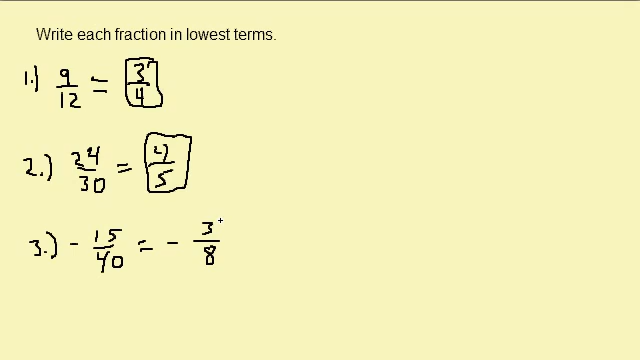 Write each fraction in lowest terms.
1.) 9/12 = 3/4
2.) 24/30 = 4/5
3.) - 15/40 = - 3/8